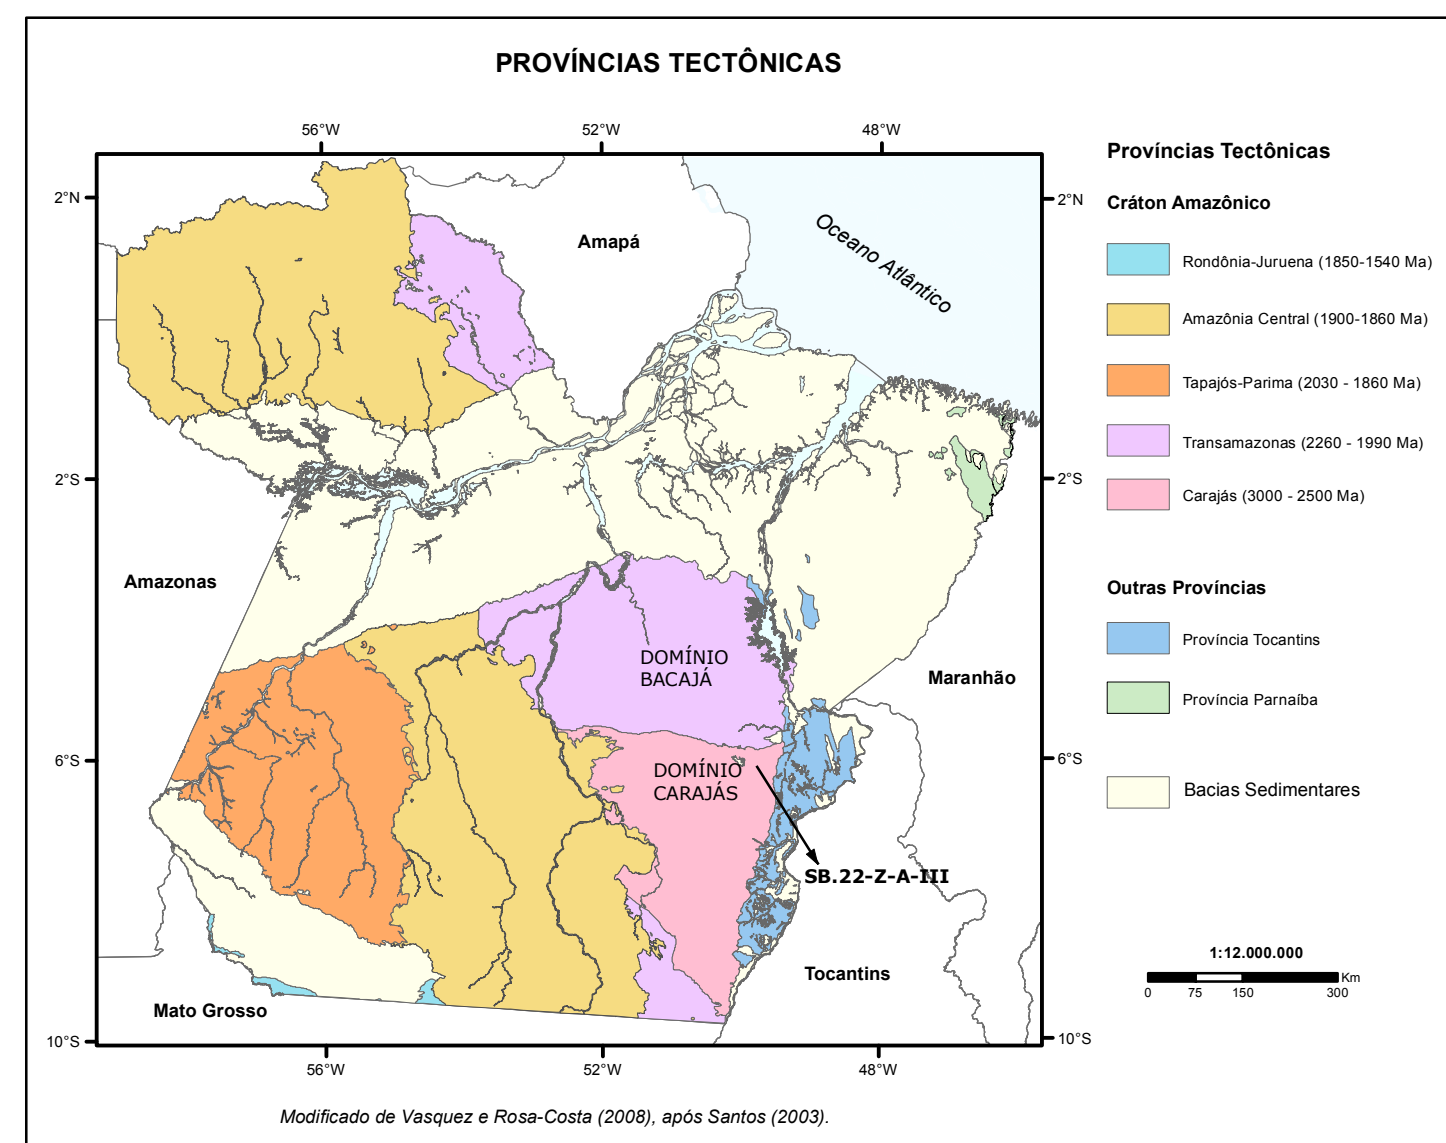 PROVÍNCIAS TECTÔNICAS
56°W
52°W
48°W
2°N
2°N
2°S
2°S
6°S
6°S
10°S
10°S
56°W
52°W
48°W
Amapá
Oceano Atlântico
Amazonas
DOMÍNIO
BACAJÁ
Maranhão
DOMÍNIO
CARAJÁS
SB.22-Z-A-III
Tocantins
Mato Grosso
Províncias Tectônicas
Cráton Amazônico
Rondônia-Juruena (1850-1540 Ma)
Amazônia Central (1900-1860 Ma)
Tapajós-Parima (2030 - 1860 Ma)
Transamazonas (2260 - 1990 Ma)
Carajás (3000 - 2500 Ma)
Outras Províncias
Província Tocantins
Província Parnaíba
Bacias Sedimentares
1:12.000.000
Km
0 75 150 300
Modificado de Vasquez e Rosa-Costa (2008), após Santos (2003).